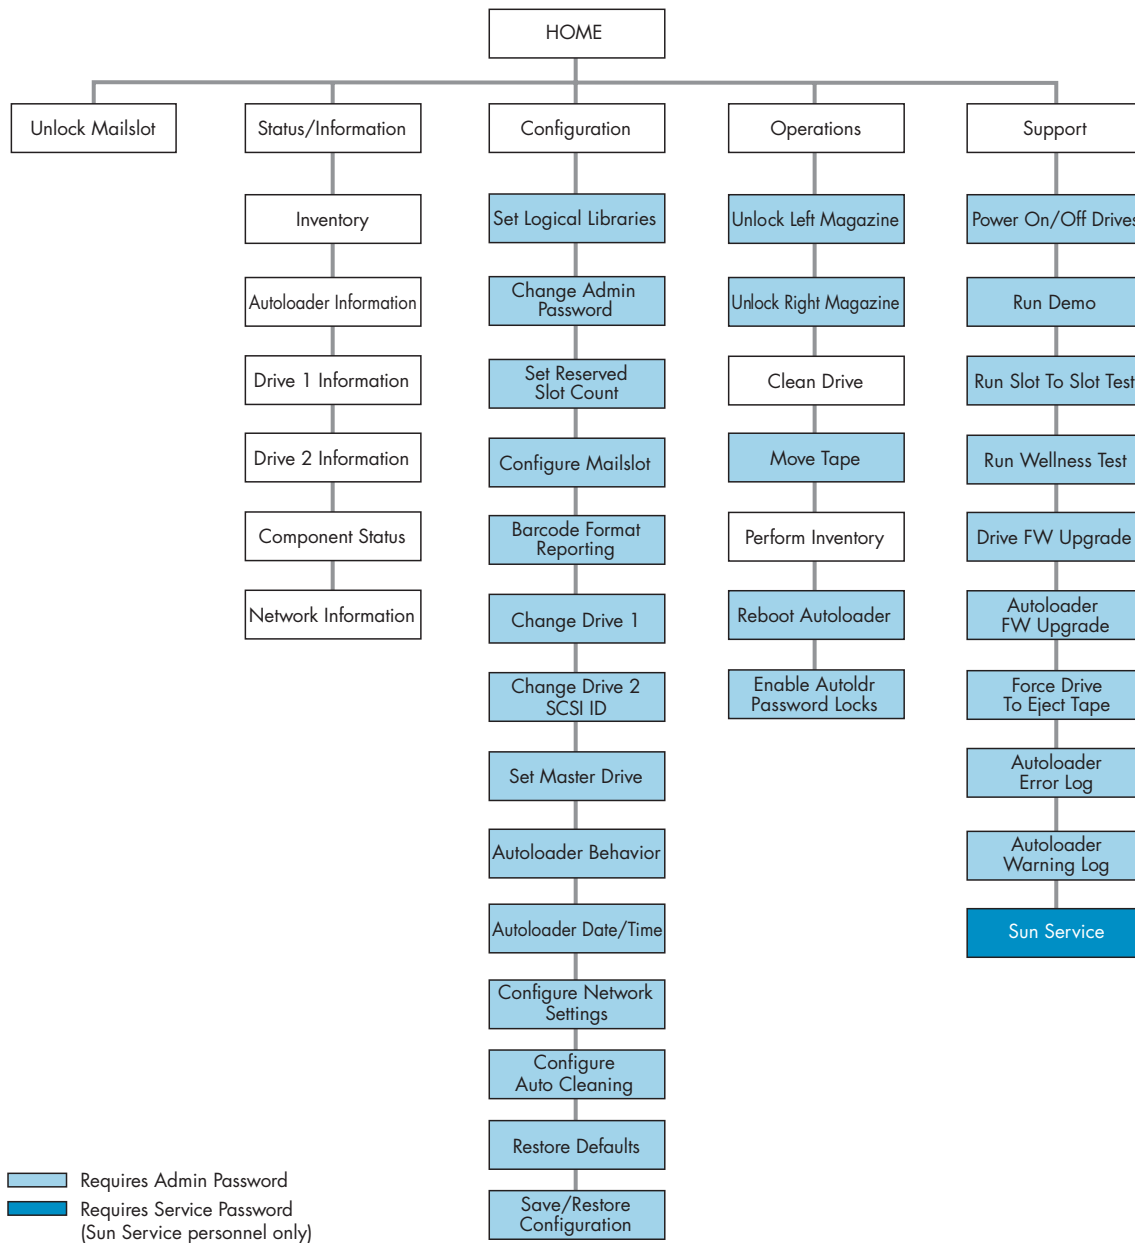 HOME
Unlock Mailslot
Status/Information
Configuration
Operations
Support
Inventory
Autoloader Information
Drive 1 Information
Drive 2 Information
Component Status
Network Information
Set Logical Libraries
Change Admin
Password
Set Reserved
Slot Count
Configure Mailslot
Barcode Format
Reporting
Change Drive 1
Change Drive 2
SCSI ID
Set Master Drive
Autoloader Behavior
Autoloader Date/Time
Configure Network
Settings
Configure
Auto Cleaning
Restore Defaults
Save/Restore
Configuration
Unlock Left Magazine
Unlock Right Magazine
Clean Drive
Move Tape
Perform Inventory
Reboot Autoloader
Enable Autoldr
Password Locks
Power On/Off Drives
Run Demo
Run Slot To Slot Test
Run Wellness Test
Drive FW Upgrade
Autoloader
FW Upgrade
Force Drive
To Eject Tape
Autoloader
Error Log
Autoloader
Warning Log
Sun Service
Requires Admin Password
Requires Service Password
(Sun Service personnel only)